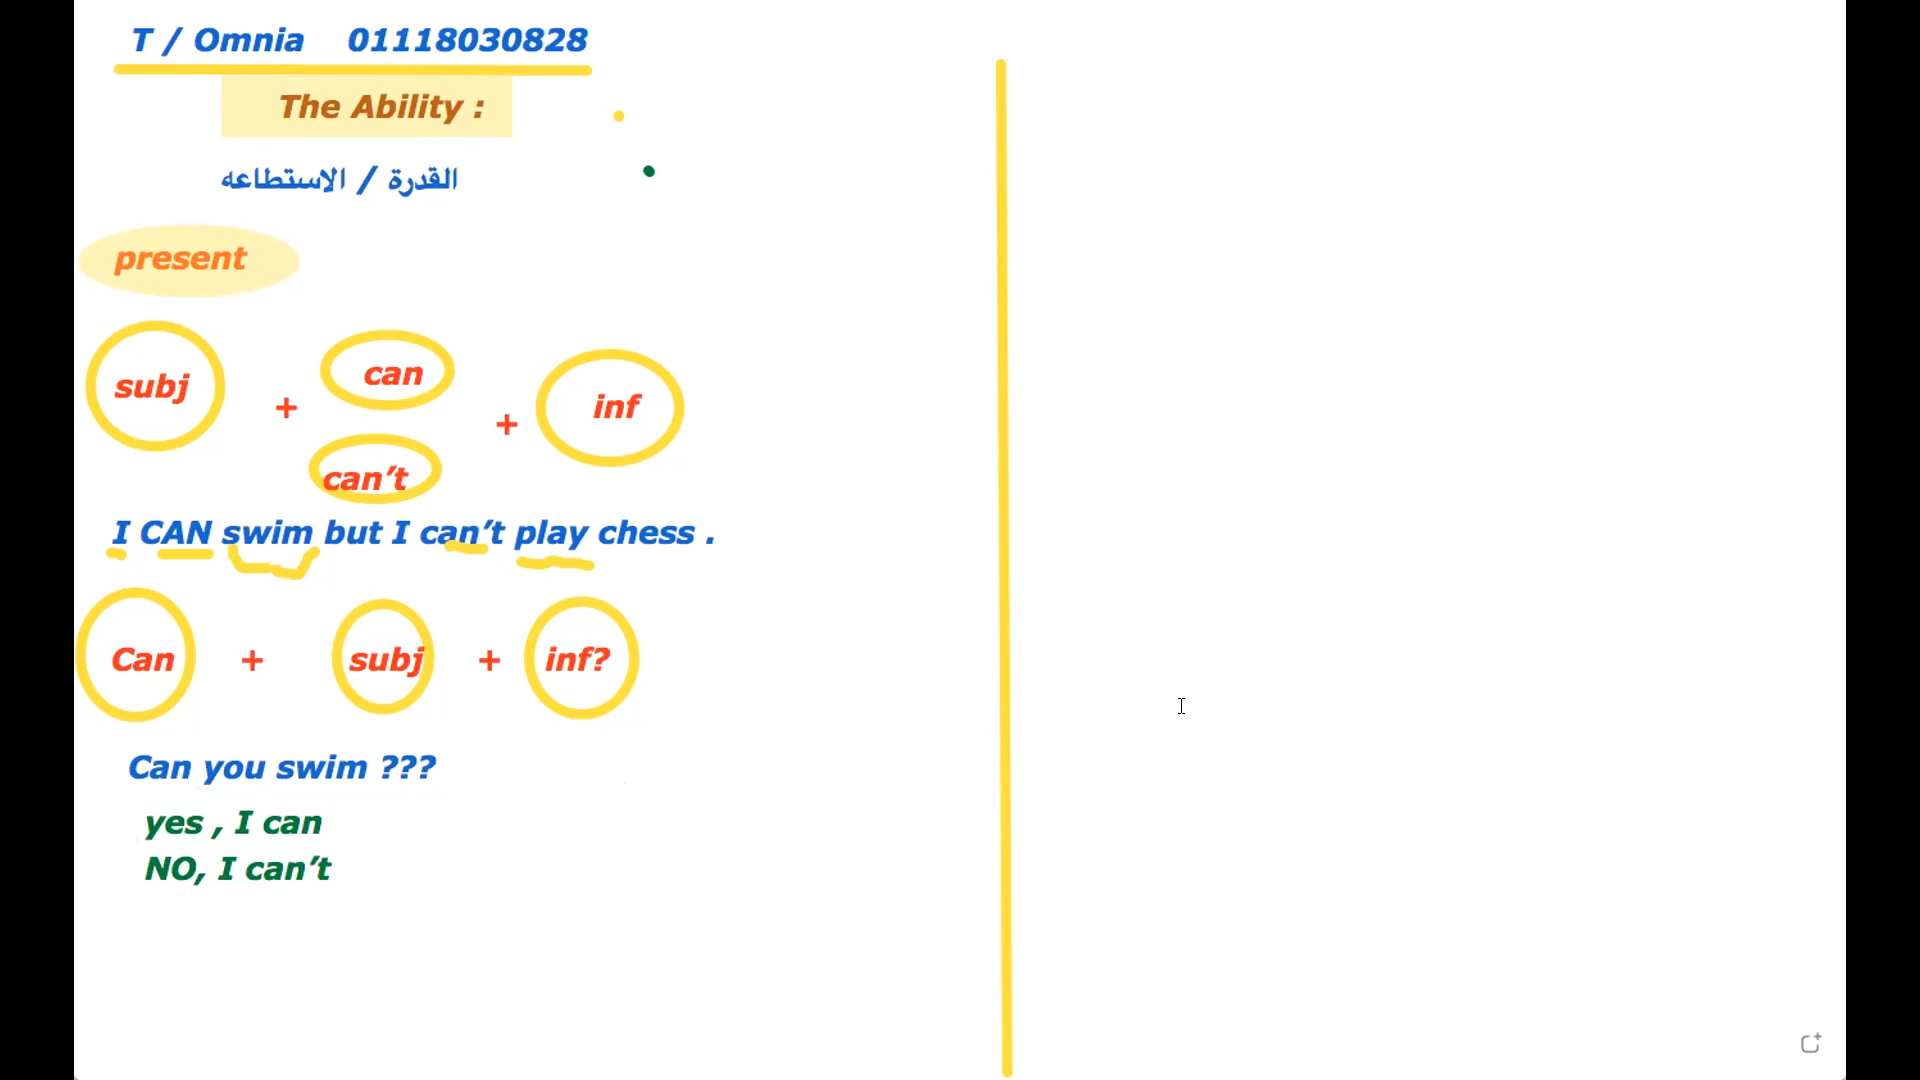 T / Omnia 01118030828
The Ability :
القدرة / الاستطاعه
present
subj + can + inf
can’t
I CAN swim but I can’t play chess .
Can + subj + inf?
Can you swim ???
yes , I can
NO, I can’t